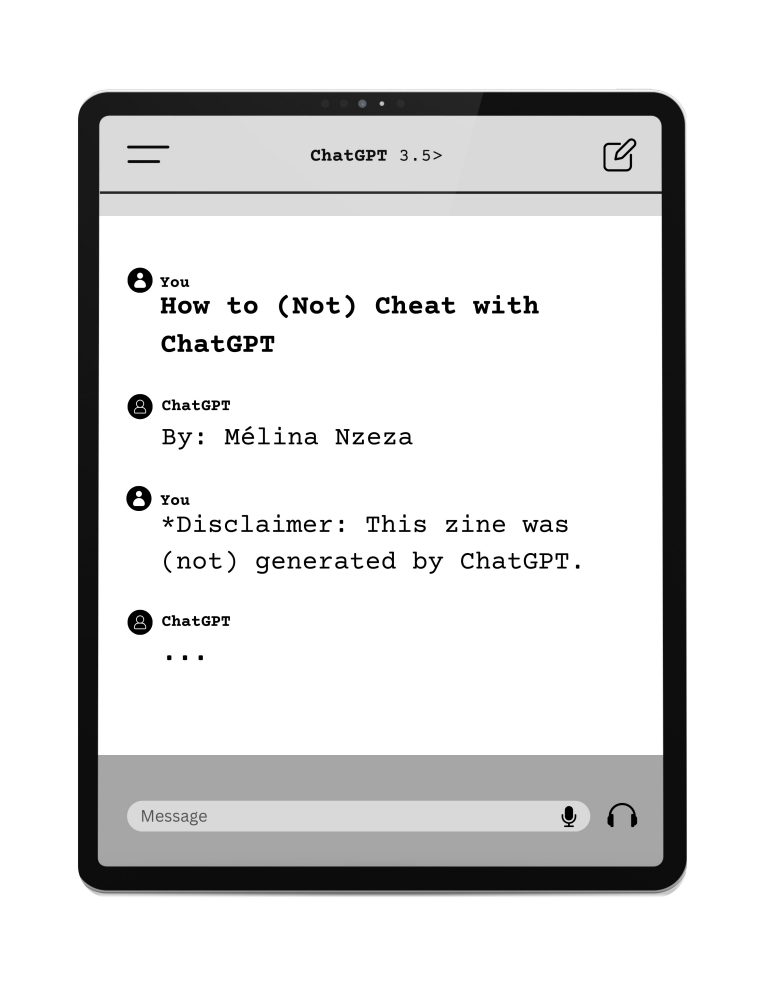 ChatGPT 3.5>
You
How to (Not) Cheat with
ChatGPT
ChatGPT
By: Mélina Nzeza
You
*Disclaimer: This zine was
(not) generated by ChatGPT.
ChatGPT
...
Message